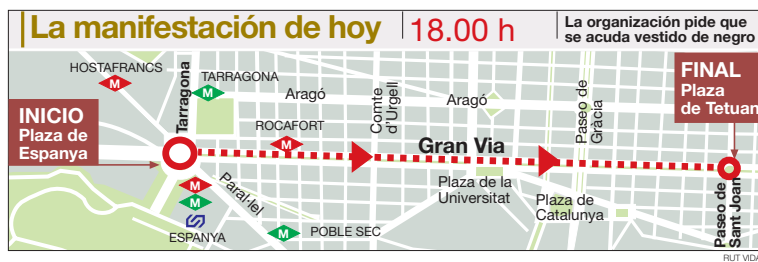 La manifestación de hoy
18.00 h
La organización pide que
se acuda vestido de negro
HOSTAFRANCS
M
Tarragona
TARRAGONA
M
Aragó
Comte
d'Urgell
Aragó
Paseo de
Gràcia
FINAL
Plaza
de Tetuan
INICIO
Plaza de
Espanya
ROCAFORT
M
Gran Via
M
M
ESPANYA
Paral·lel
M
POBLE SEC
Plaza de la
Universitat
Plaza de
Catalunya
Paseo de
Sant Joan
RUT VIDA